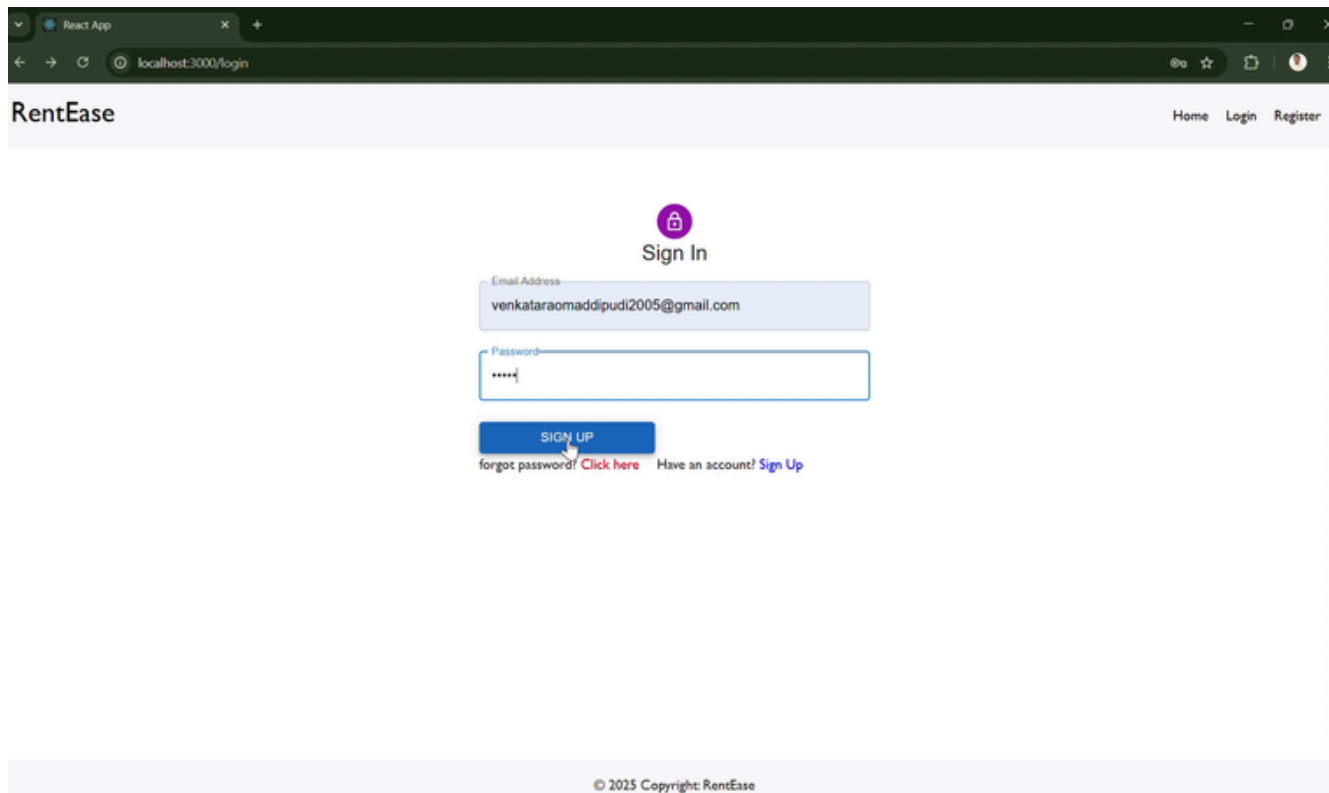 React App
localhost:3000/login
RentEase
Home Login Register
Sign In
Email Address
venkataraomaddipudi2005@gmail.com
Password
•••••
SIGN UP
forgot password? Click here Have an account? Sign Up
© 2025 Copyright: RentEase